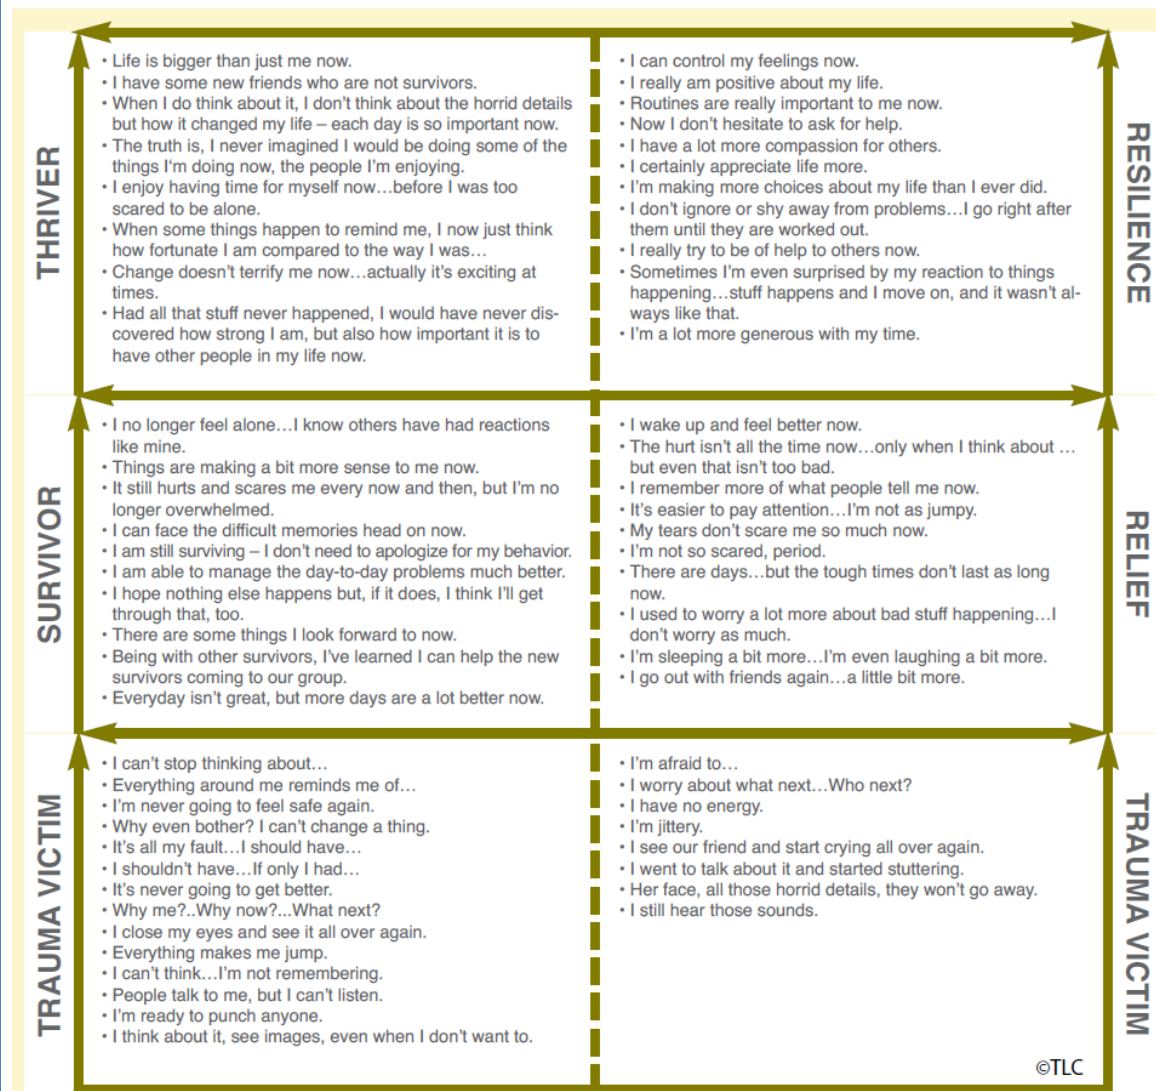 THRIVER
• Life is bigger than just me now.
• I have some new friends who are not survivors.
• When I do think about it, I don’t think about the horrid details
but how it changed my life – each day is so important now.
• The truth is, I never imagined I would be doing some of the
things I‘m doing now, the people I’m enjoying.
• I enjoy having time for myself now…before I was too
scared to be alone.
• When some things happen to remind me, I now just think
how fortunate I am compared to the way I was…
• Change doesn’t terrify me now…actually it’s exciting at
times.
• Had all that stuff never happened, I would have never dis-
covered how strong I am, but also how important it is to
have other people in my life now.
• I can control my feelings now.
• I really am positive about my life.
• Routines are really important to me now.
• Now I don’t hesitate to ask for help.
• I have a lot more compassion for others.
• I certainly appreciate life more.
• I’m making more choices about my life than I ever did.
• I don’t ignore or shy away from problems…I go right after
them until they are worked out.
• I really try to be of help to others now.
• Sometimes I’m even surprised by my reaction to things
happening…stuff happens and I move on, and it wasn’t al-
ways like that.
• I’m a lot more generous with my time.
RESILIENCE
SURVIVOR
• I no longer feel alone…I know others have had reactions
like mine.
• Things are making a bit more sense to me now.
• It still hurts and scares me every now and then, but I’m no
longer overwhelmed.
• I can face the difficult memories head on now.
• I am still surviving – I don’t need to apologize for my behavior.
• I am able to manage the day-to-day problems much better.
• I hope nothing else happens but, if it does, I think I’ll get
through that, too.
• There are some things I look forward to now.
• Being with other survivors, I’ve learned I can help the new
survivors coming to our group.
• Everyday isn’t great, but more days are a lot better now.
• I wake up and feel better now.
• The hurt isn’t all the time now…only when I think about …
but even that isn’t too bad.
• I remember more of what people tell me now.
• It’s easier to pay attention…I’m not as jumpy.
• My tears don’t scare me so much now.
• I’m not so scared, period.
• There are days…but the tough times don’t last as long
now.
• I used to worry a lot more about bad stuff happening…I
don’t worry as much.
• I’m sleeping a bit more…I’m even laughing a bit more.
• I go out with friends again…a little bit more.
RELIEF
TRAUMA VICTIM
• I can’t stop thinking about…
• Everything around me reminds me of…
• I’m never going to feel safe again.
• Why even bother? I can’t change a thing.
• It’s all my fault…I should have…
• I shouldn’t have…If only I had…
• It’s never going to get better.
• Why me?..Why now?...What next?
• I close my eyes and see it all over again.
• Everything makes me jump.
• I can’t think…I’m not remembering.
• People talk to me, but I can’t listen.
• I’m ready to punch anyone.
• I think about it, see images, even when I don’t want to.
• I’m afraid to…
• I worry about what next…Who next?
• I have no energy.
• I’m jittery.
• I see our friend and start crying all over again.
• I went to talk about it and started stuttering.
• Her face, all those horrid details, they won’t go away.
• I still hear those sounds.
TRAUMA VICTIM
©TLC